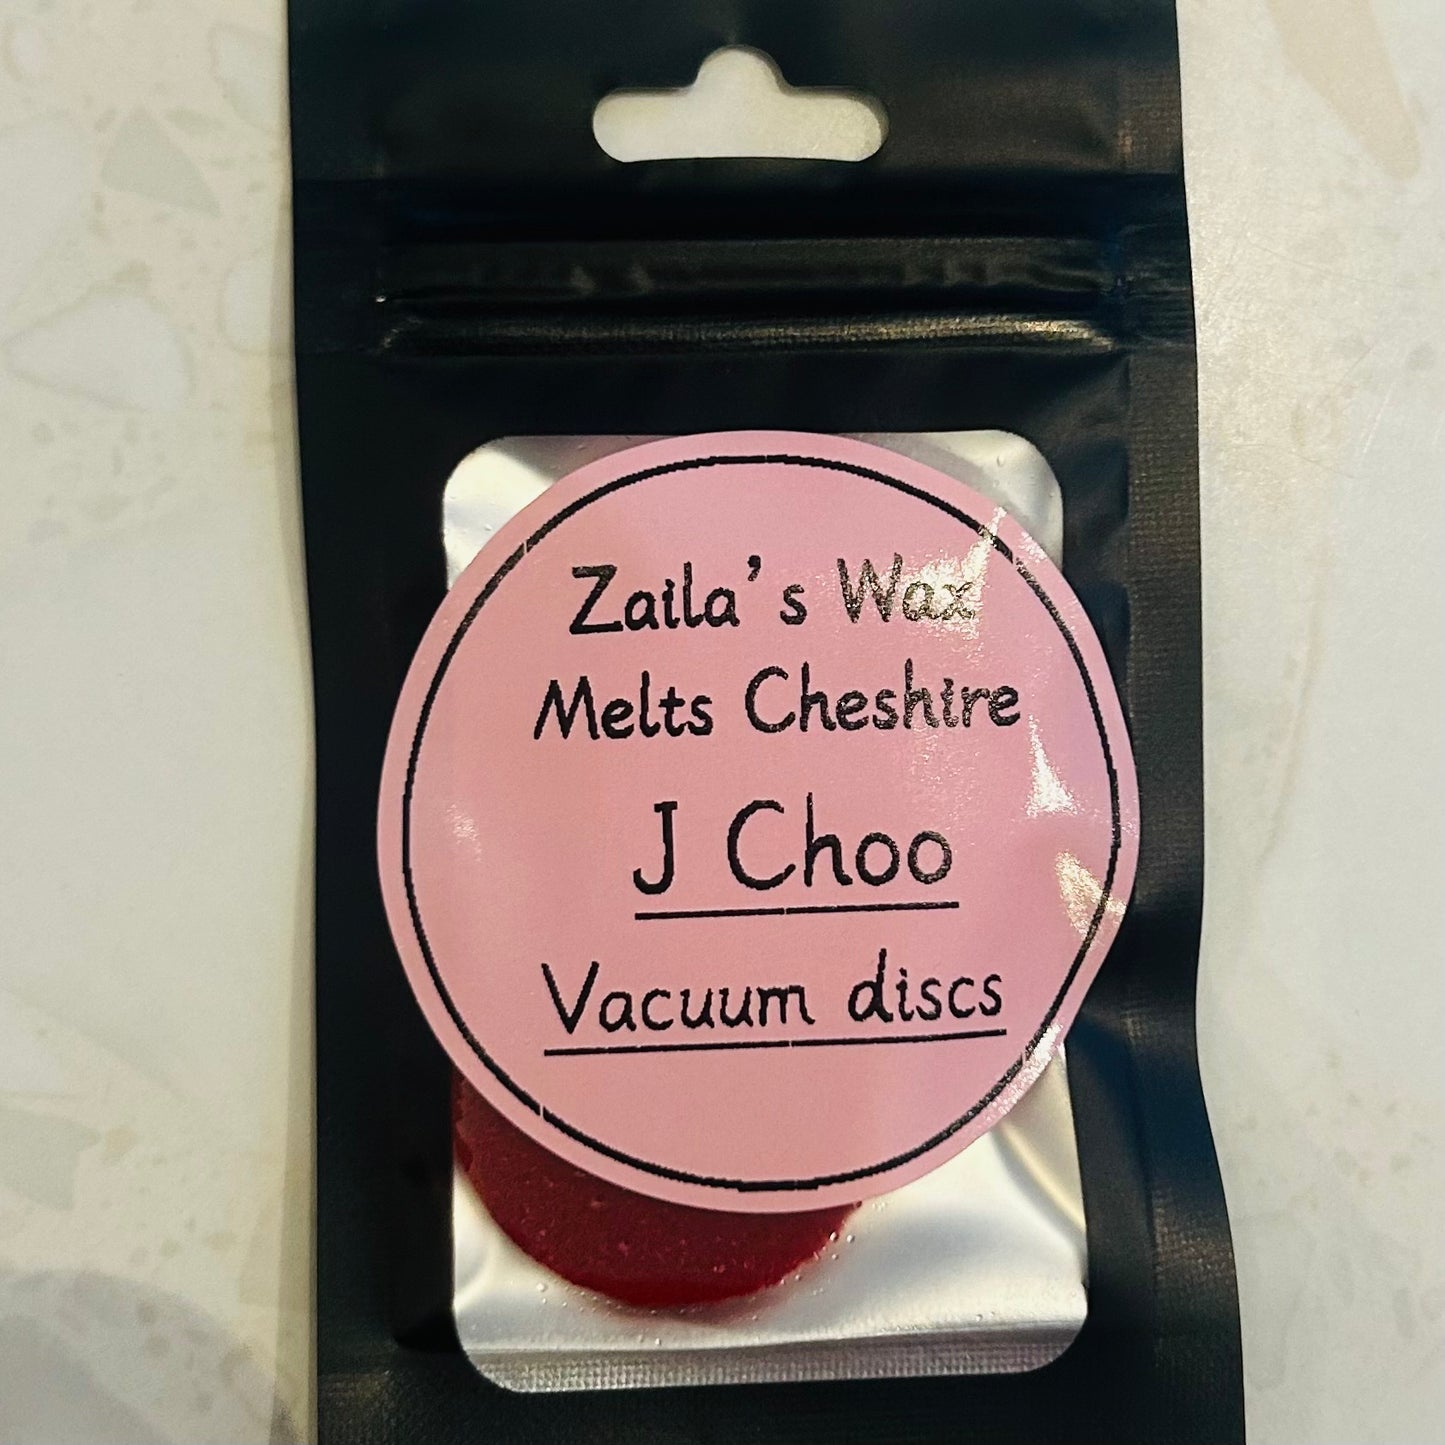 Zaila's Wax
Melts Cheshire
J Choo
Vacuum discs